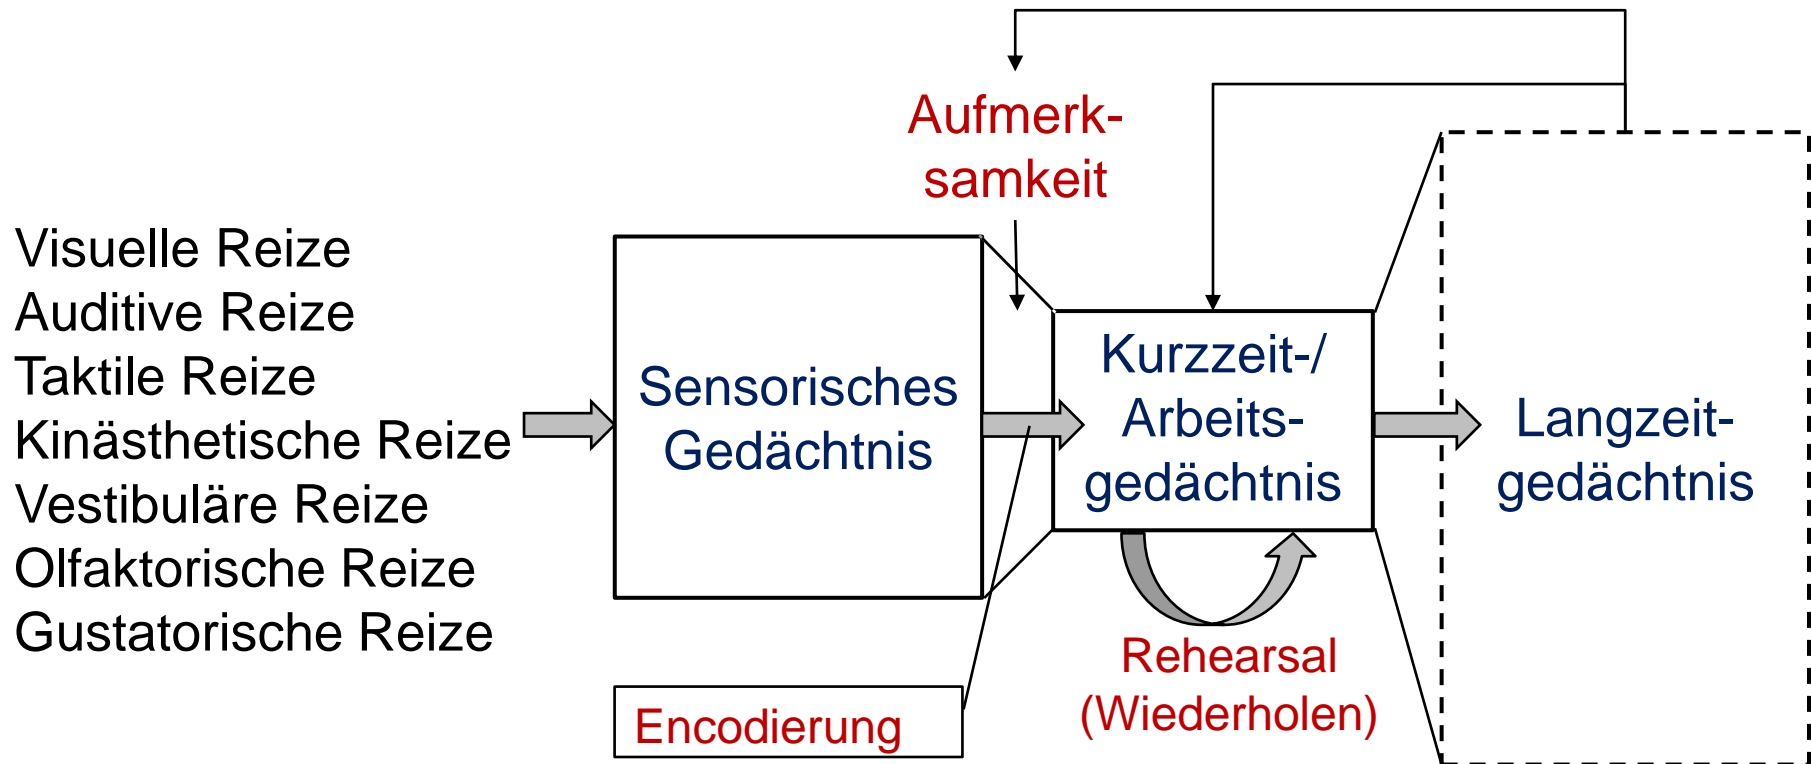 Visuelle Reize
Auditive Reize
Taktile Reize
Kinästhetische Reize
Vestibuläre Reize
Olfaktorische Reize
Gustatorische Reize
Sensorisches
Gedächtnis
Encodierung
Aufmerk-
samkeit
Kurzzeit-/
Arbeits-
gedächtnis
Rehearsal
(Wiederholen)
Langzeit-
gedächtnis